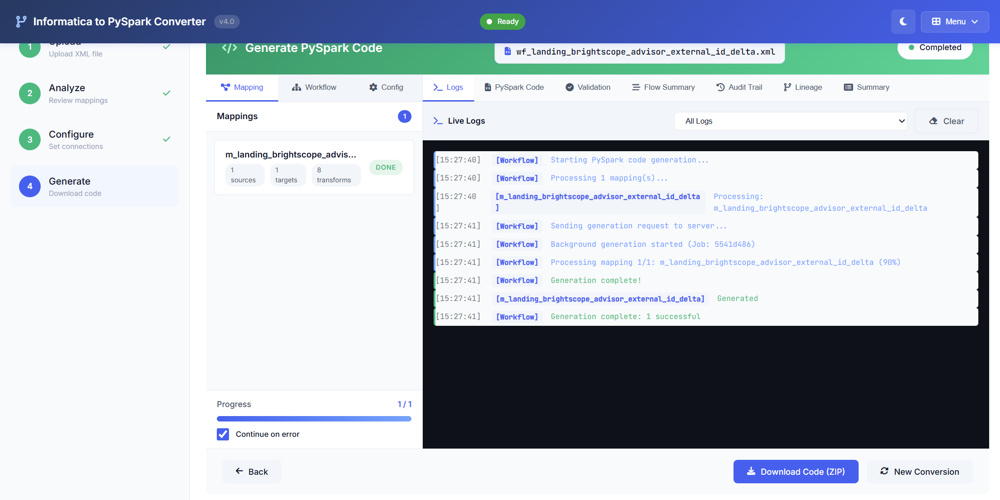 Informatica to PySpark Converter
v4.0
Ready
Menu
1
Upload
Upload XML file
2
Analyze
Review mappings
3
Configure
Set connections
4
Generate
Download code
Generate PySpark Code
wf_landing_brightscope_advisor_external_id_delta.xml
Completed
Mapping
Workflow
Config
Logs
PySpark Code
Validation
Flow Summary
Audit Trail
Lineage
Summary
Mappings
1
m_landing_brightscope_advis...
1
sources
1
targets
8
transforms
DONE
Progress
1 / 1
Continue on error
Live Logs
All Logs
Clear
[15:27:40] [Workflow] Starting PySpark code generation...
[15:27:40] [Workflow] Processing 1 mapping(s)...
[15:27:40 [m_landing_brightscope_advisor_external_id_delta Processing:
] ] m_landing_brightscope_advisor_external_id_delta
[15:27:41] [Workflow] Sending generation request to server...
[15:27:41] [Workflow] Background generation started (Job: 5541d486)
[15:27:41] [Workflow] Processing mapping 1/1: m_landing_brightscope_advisor_external_id_delta (90%)
[15:27:41] [Workflow] Generation complete!
[15:27:41] [m_landing_brightscope_advisor_external_id_delta] Generated
[15:27:41] [Workflow] Generation complete: 1 successful
Back
Download Code (ZIP)
New Conversion